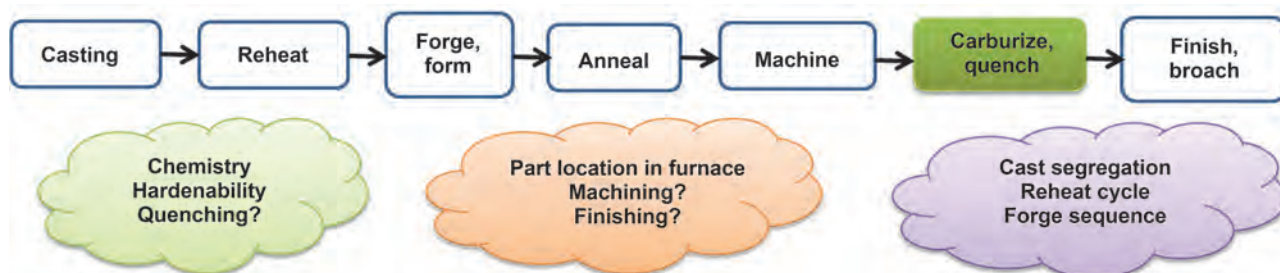 Casting
Reheat
Forge,
form
Anneal
Machine
Carburize,
quench
Finish,
broach
Chemistry
Hardenability
Quenching?
Part location in furnace
Machining?
Finishing?
Cast segregation
Reheat cycle
Forge sequence